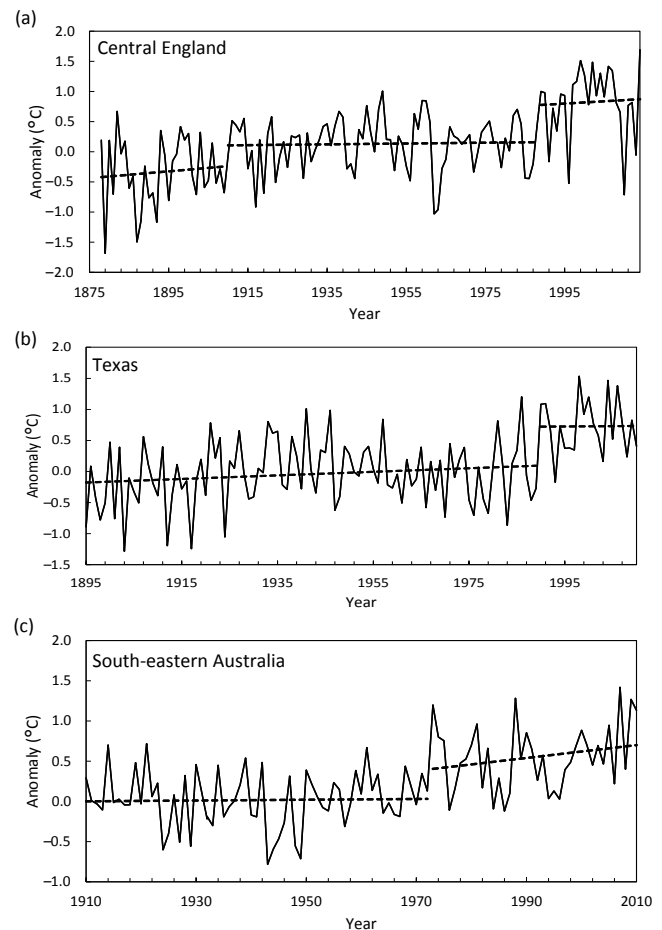 (a)
2.0
Central England
1.5
1.0
0.5
0.0
−0.5
−1.0
−1.5
−2.0
Anomaly (°C)
1875 1895 1915 1935 1955 1975 1995
Year
(b)
2.0
Texas
1.5
1.0
0.5
0.0
−0.5
−1.0
−1.5
Anomaly (°C)
1895 1915 1935 1955 1975 1995
Year
(c)
2.0
South-eastern Australia
1.5
1.0
0.5
0.0
−0.5
−1.0
Anomaly (°C)
1910 1930 1950 1970 1990 2010
Year